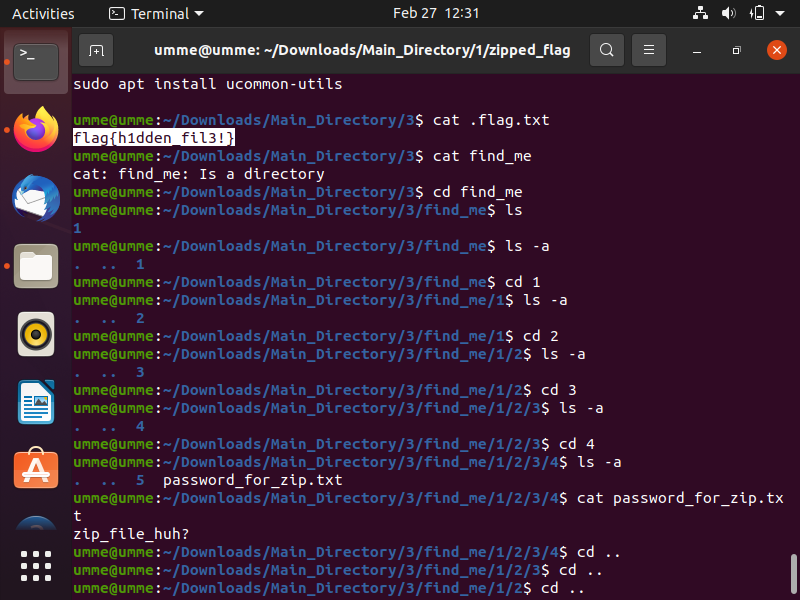 Activities Terminal Feb 27 12:31
umme@umme: ~/Downloads/Main_Directory/1/zipped_flag
sudo apt install ucommon-utils
umme@umme:~/Downloads/Main_Directory/3$ cat .flag.txt
flag{h1dden_fil3!}
umme@umme:~/Downloads/Main_Directory/3$ cat find_me
cat: find_me: Is a directory
umme@umme:~/Downloads/Main_Directory/3$ cd find_me
umme@umme:~/Downloads/Main_Directory/3/find_me$ ls
1
umme@umme:~/Downloads/Main_Directory/3/find_me$ ls -a
. .. 1
umme@umme:~/Downloads/Main_Directory/3/find_me$ cd 1
umme@umme:~/Downloads/Main_Directory/3/find_me/1$ ls -a
. .. 2
umme@umme:~/Downloads/Main_Directory/3/find_me/1$ cd 2
umme@umme:~/Downloads/Main_Directory/3/find_me/1/2$ ls -a
. .. 3
umme@umme:~/Downloads/Main_Directory/3/find_me/1/2$ cd 3
umme@umme:~/Downloads/Main_Directory/3/find_me/1/2/3$ ls -a
. .. 4
umme@umme:~/Downloads/Main_Directory/3/find_me/1/2/3$ cd 4
umme@umme:~/Downloads/Main_Directory/3/find_me/1/2/3/4$ ls -a
. .. 5 password_for_zip.txt
umme@umme:~/Downloads/Main_Directory/3/find_me/1/2/3/4$ cat password_for_zip.tx
t
zip_file_huh?
umme@umme:~/Downloads/Main_Directory/3/find_me/1/2/3/4$ cd ..
umme@umme:~/Downloads/Main_Directory/3/find_me/1/2/3$ cd ..
umme@umme:~/Downloads/Main_Directory/3/find_me/1/2$ cd ..